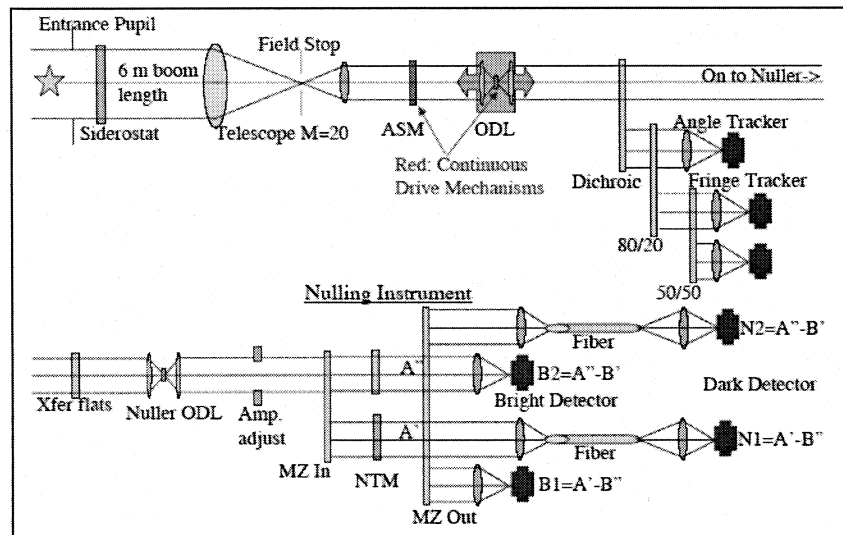 Entrance Pupil
6 m boom
length
Field Stop
Siderostat
Telescope M=20
ASM
ODL
On to Nuller->
Red: Continuous
Drive Mechanisms
Dichroic
Angle Tracker
Fringe Tracker
80/20
50/50
Nulling Instrument
Xfer flats
Nuller ODL
Amp.
adjust
MZ In
NTM
MZ Out
A''
A'
Fiber
N2=A''-B'
B2=A''-B'
Bright Detector
Dark Detector
Fiber
N1=A'-B''
B1=A'-B''